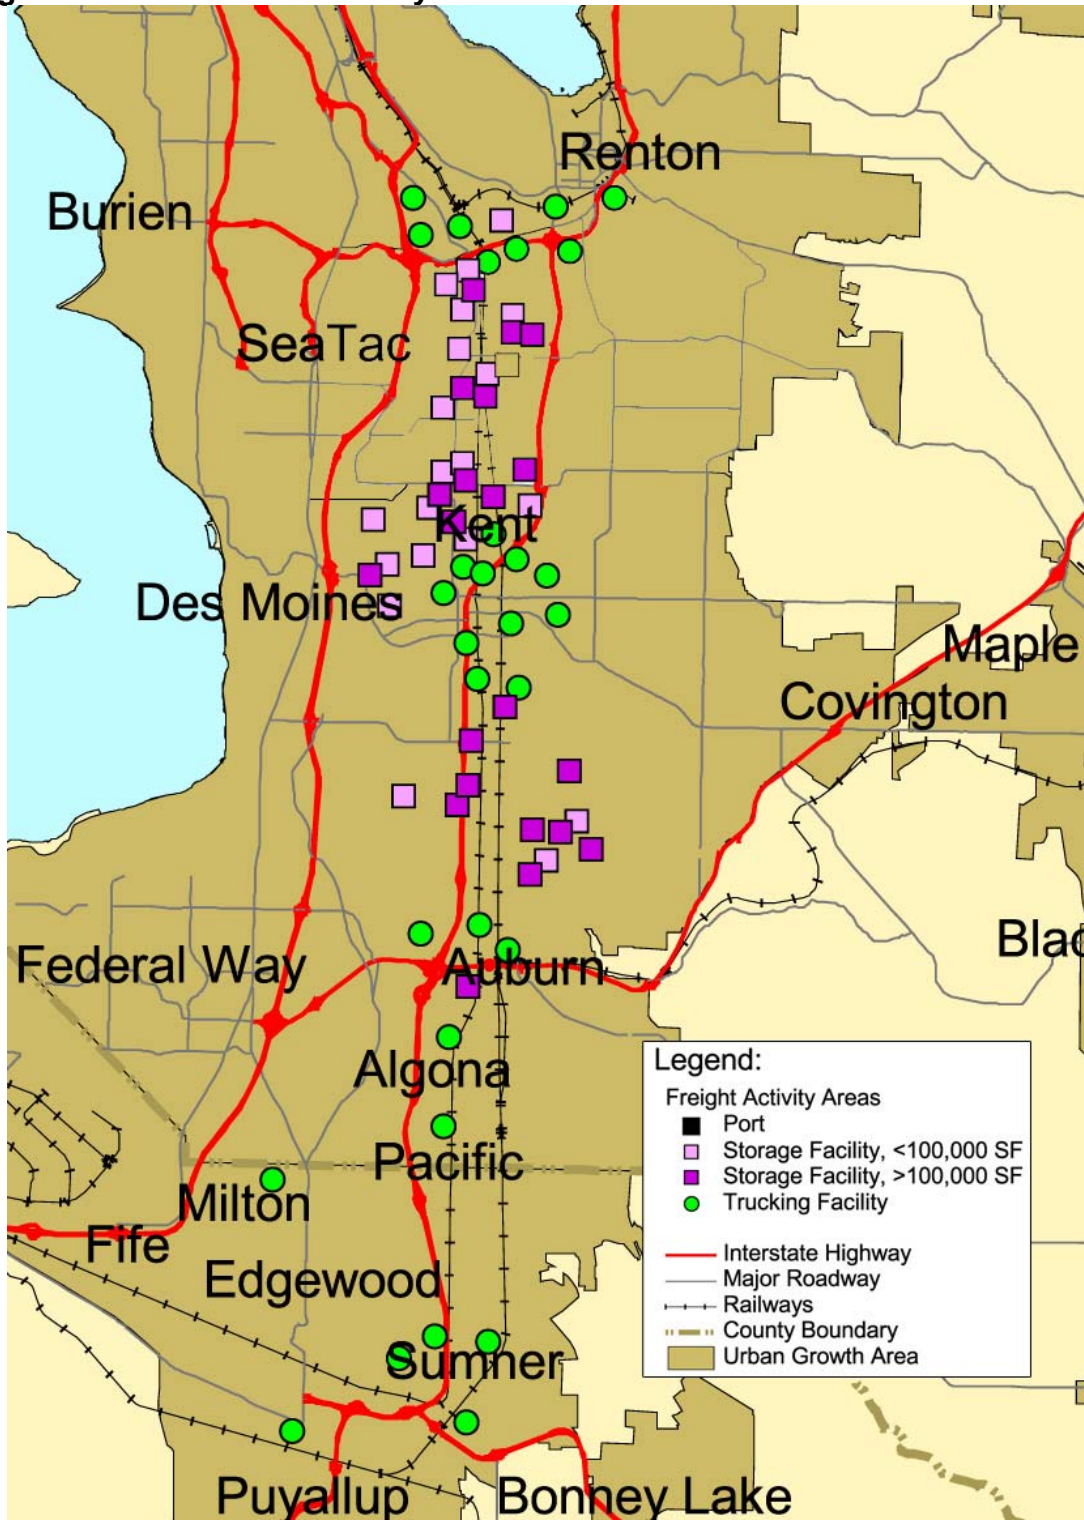 Renton
Burien
SeaTac
Kent
Des Moines
Maple
Covington
Blac
Federal Way
Auburn
Algona
Pacific
Milton
Fife
Edgewood
Sumner
Puyallup
Bonney Lake
Legend:
Freight Activity Areas
Port
Storage Facility, <100,000 SF
Storage Facility, >100,000 SF
Trucking Facility
Interstate Highway
Major Roadway
Railways
County Boundary
Urban Growth Area